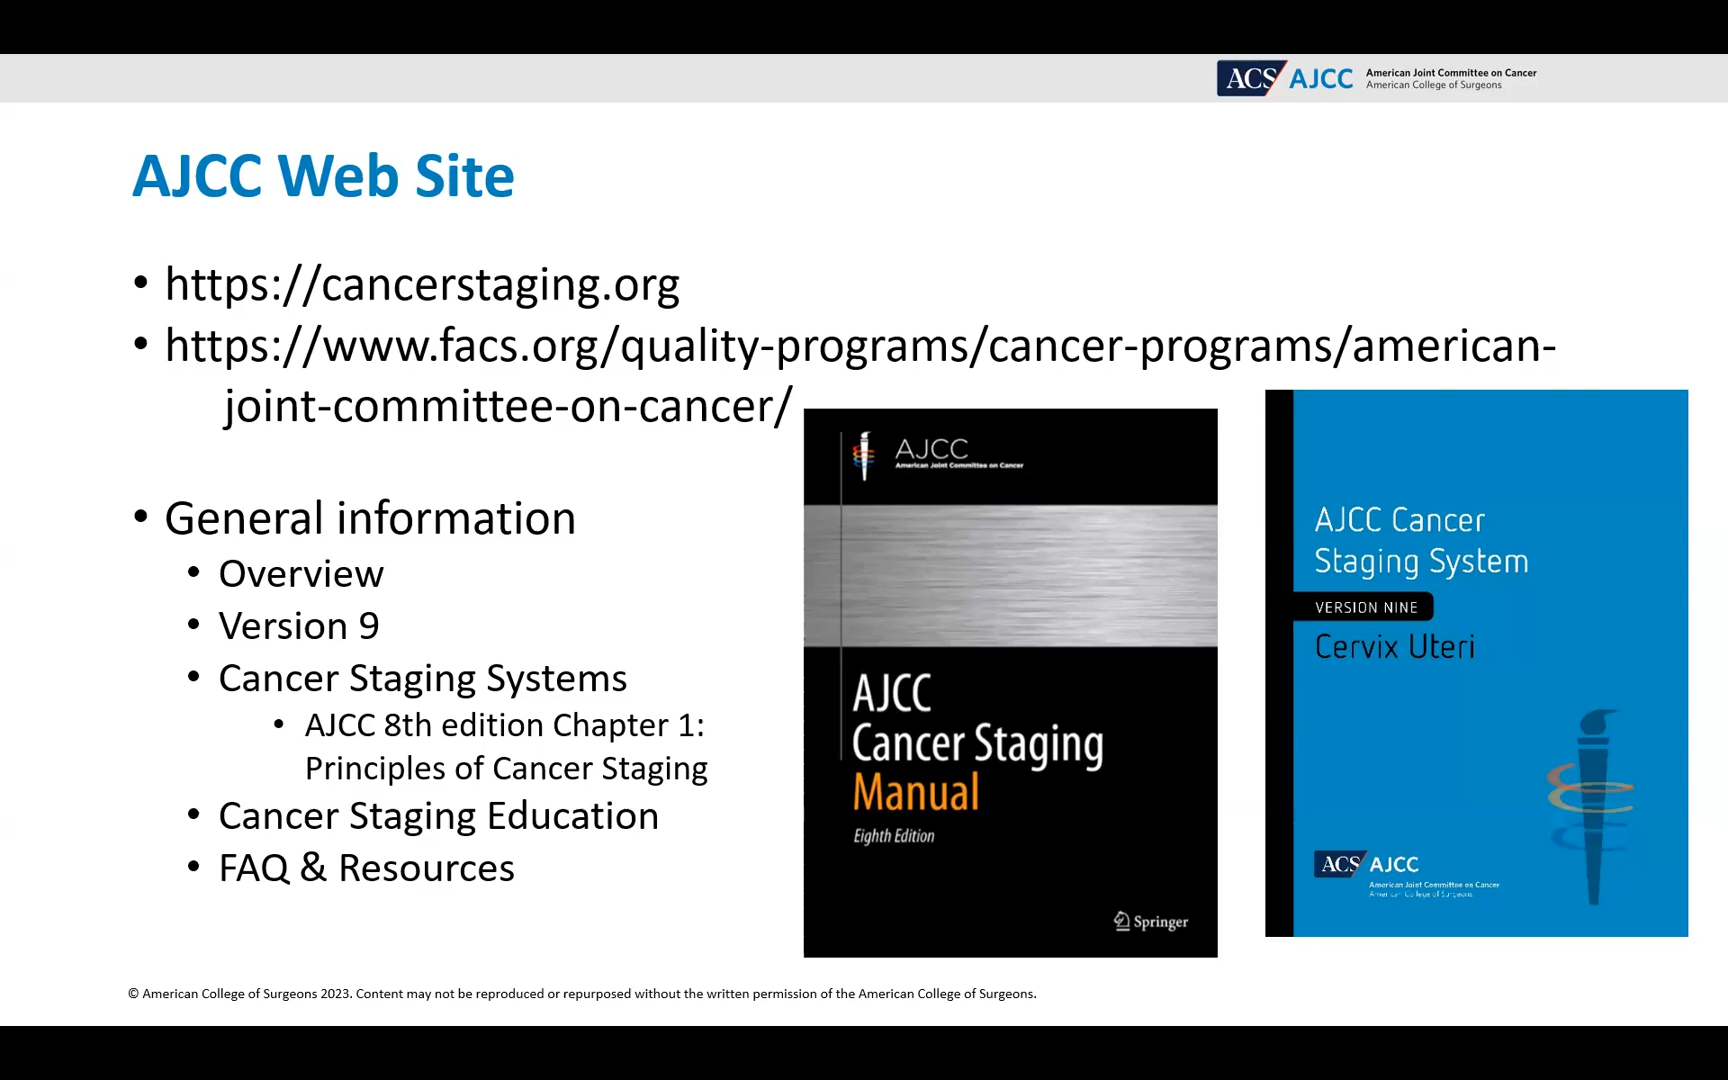 ACS AJCC American Joint Committee on Cancer
American College of Surgeons
AJCC Web Site
• https://cancerstaging.org
• https://www.facs.org/quality-programs/cancer-programs/american-
joint-committee-on-cancer/
• General information
• Overview
• Version 9
• Cancer Staging Systems
• AJCC 8th edition Chapter 1:
Principles of Cancer Staging
• Cancer Staging Education
• FAQ & Resources
AJCC
American Joint Committee on Cancer
AJCC
Cancer Staging
Manual
Eighth Edition
Springer
AJCC Cancer
Staging System
VERSION NINE
Cervix Uteri
ACS AJCC
American Joint Committee on Cancer
American College of Surgeons
© American College of Surgeons 2023. Content may not be reproduced or repurposed without the written permission of the American College of Surgeons.